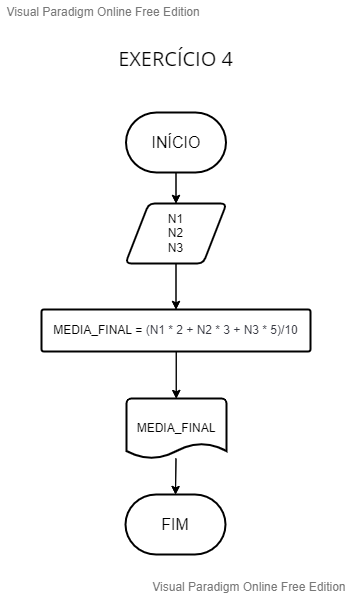 Visual Paradigm Online Free Edition
EXERCÍCIO 4
INÍCIO
N1
N2
N3
MEDIA_FINAL = (N1 * 2 + N2 * 3 + N3 * 5)/10
MEDIA_FINAL
FIM
Visual Paradigm Online Free Edition